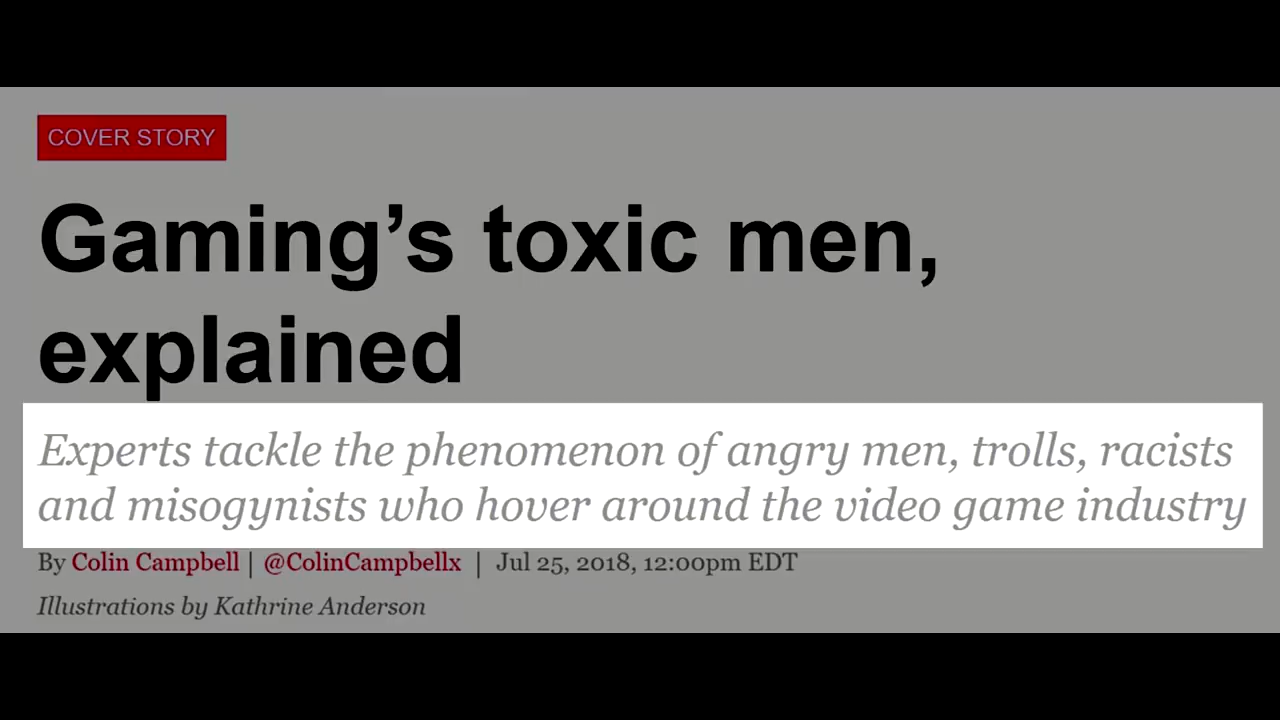 COVER STORY
Gaming’s toxic men,
explained
Experts tackle the phenomenon of angry men, trolls, racists
and misogynists who hover around the video game industry
By Colin Campbell | @ColinCampbellx | Jul 25, 2018, 12:00pm EDT
Illustrations by Kathrine Anderson